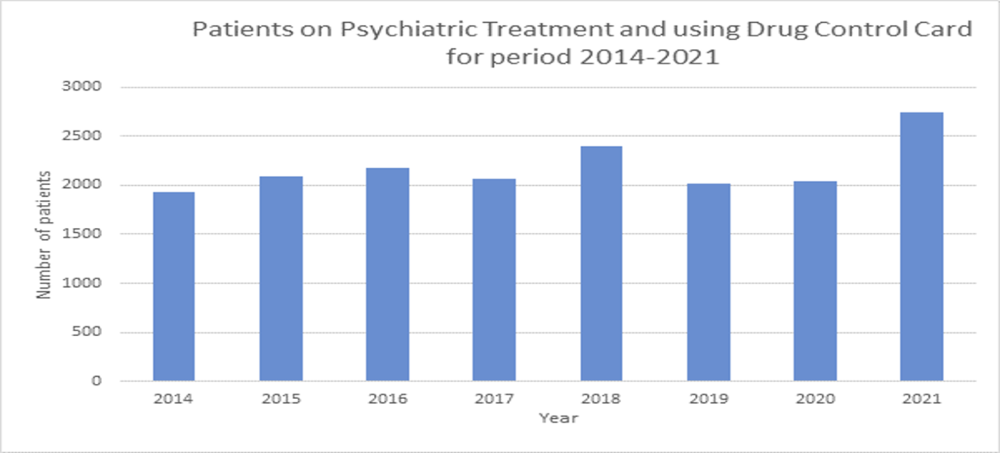 Patients on Psychiatric Treatment and using Drug Control Card
for period 2014-2021
3000
2500
2000
1500
1000
500
0
Number of patients
2014 2015 2016 2017 2018 2019 2020 2021
Year